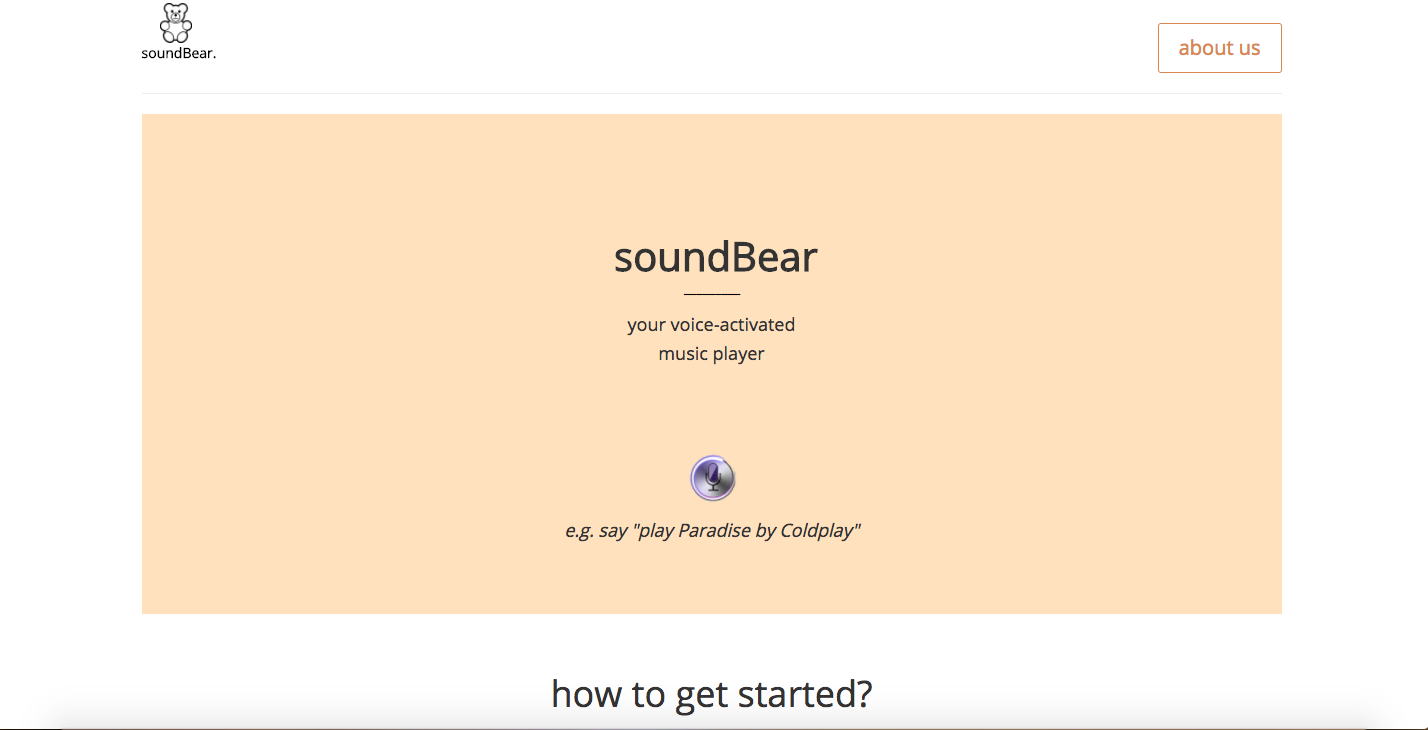 soundBear.
about us
soundBear
your voice-activated
music player
e.g. say "play Paradise by Coldplay"
how to get started?